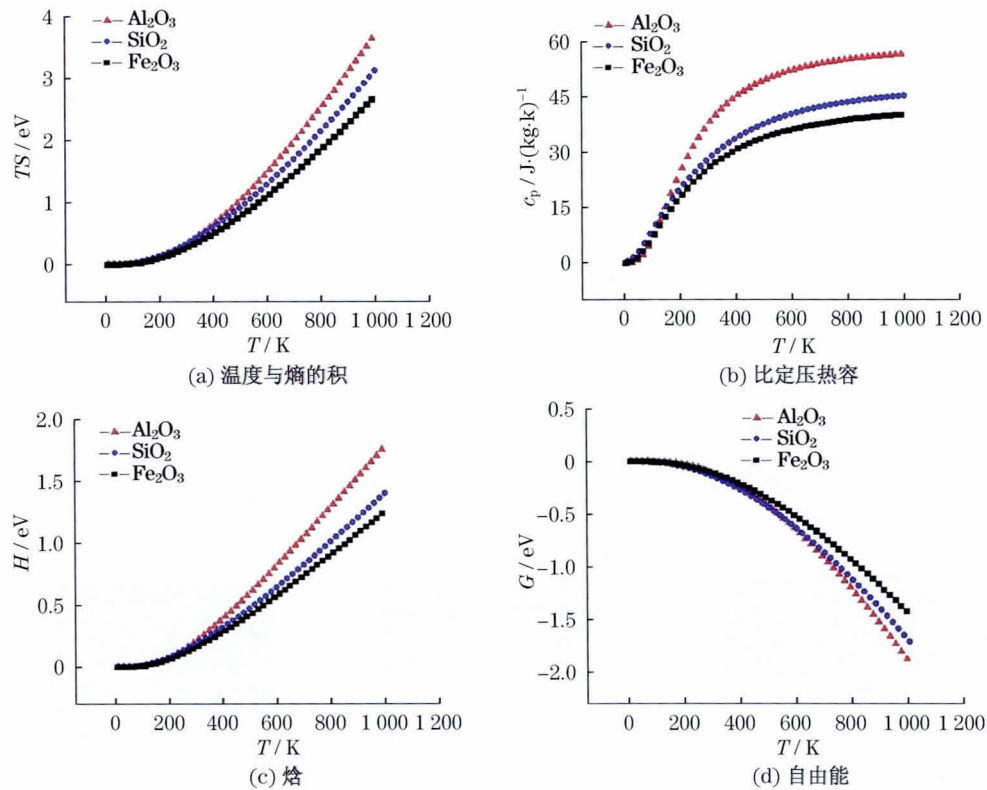 Al₂O₃
SiO₂
Fe₂O₃
4
3
2
1
0
TS / eV
0 200 400 600 800 1 000 1 200
T / K
(a) 温度与熵的积
Al₂O₃
SiO₂
Fe₂O₃
60
45
30
15
0
cₚ / J·(kg·k)⁻¹
0 200 400 600 800 1 000 1 200
T / K
(b) 比定压热容
Al₂O₃
SiO₂
Fe₂O₃
2.0
1.5
1.0
0.5
0
H / eV
0 200 400 600 800 1 000 1 200
T / K
(c) 焓
Al₂O₃
SiO₂
Fe₂O₃
0.5
0
−0.5
−1.0
−1.5
−2.0
G / eV
0 200 400 600 800 1 000 1 200
T / K
(d) 自由能